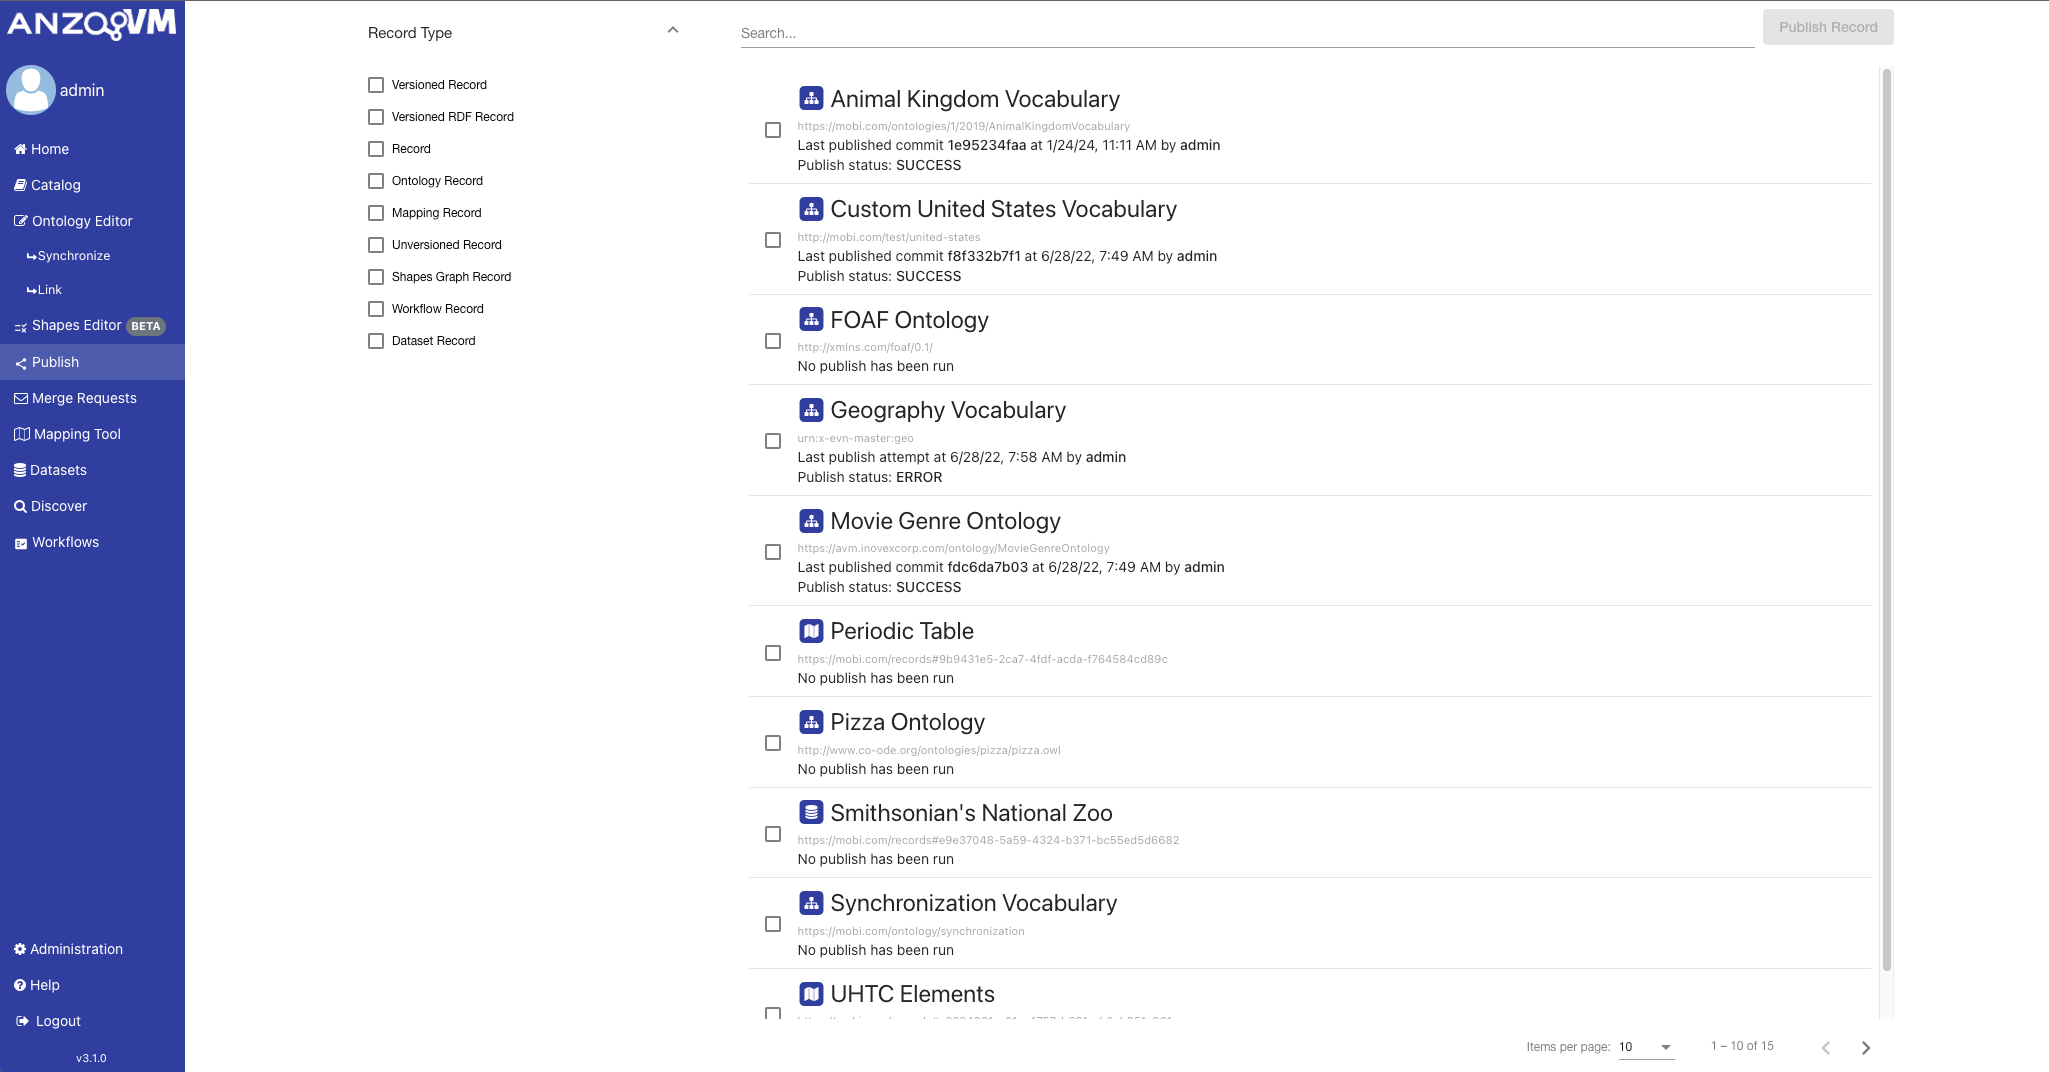 ANZOVM
admin
Home
Catalog
Ontology Editor
Synchronize
Link
Shapes Editor BETA
Publish
Merge Requests
Mapping Tool
Datasets
Discover
Workflows
Administration
Help
Logout
v3.1.0
Record Type
Versioned Record
Versioned RDF Record
Record
Ontology Record
Mapping Record
Unversioned Record
Shapes Graph Record
Workflow Record
Dataset Record
Search...
Publish Record
Animal Kingdom Vocabulary
https://mobi.com/ontologies/1/2019/AnimalKingdomVocabulary
Last published commit 1e95234faa at 1/24/24, 11:11 AM by admin
Publish status: SUCCESS
Custom United States Vocabulary
http://mobi.com/test/united-states
Last published commit f8f332b7f1 at 6/28/22, 7:49 AM by admin
Publish status: SUCCESS
FOAF Ontology
http://xmlns.com/foaf/0.1/
No publish has been run
Geography Vocabulary
urn:x-evn-master:geo
Last publish attempt at 6/28/22, 7:58 AM by admin
Publish status: ERROR
Movie Genre Ontology
https://avm.inovexcorp.com/ontology/MovieGenreOntology
Last published commit fdc6da7b03 at 6/28/22, 7:49 AM by admin
Publish status: SUCCESS
Periodic Table
https://mobi.com/records#9b9431e5-2ca7-4fdf-acda-f764584cd89c
No publish has been run
Pizza Ontology
http://www.co-ode.org/ontologies/pizza/pizza.owl
No publish has been run
Smithsonian's National Zoo
https://mobi.com/records#e9e37048-5a59-4324-b371-bc55ed5d6682
No publish has been run
Synchronization Vocabulary
https://mobi.com/ontology/synchronization
No publish has been run
UHTC Elements
Items per page: 10
1 – 10 of 15